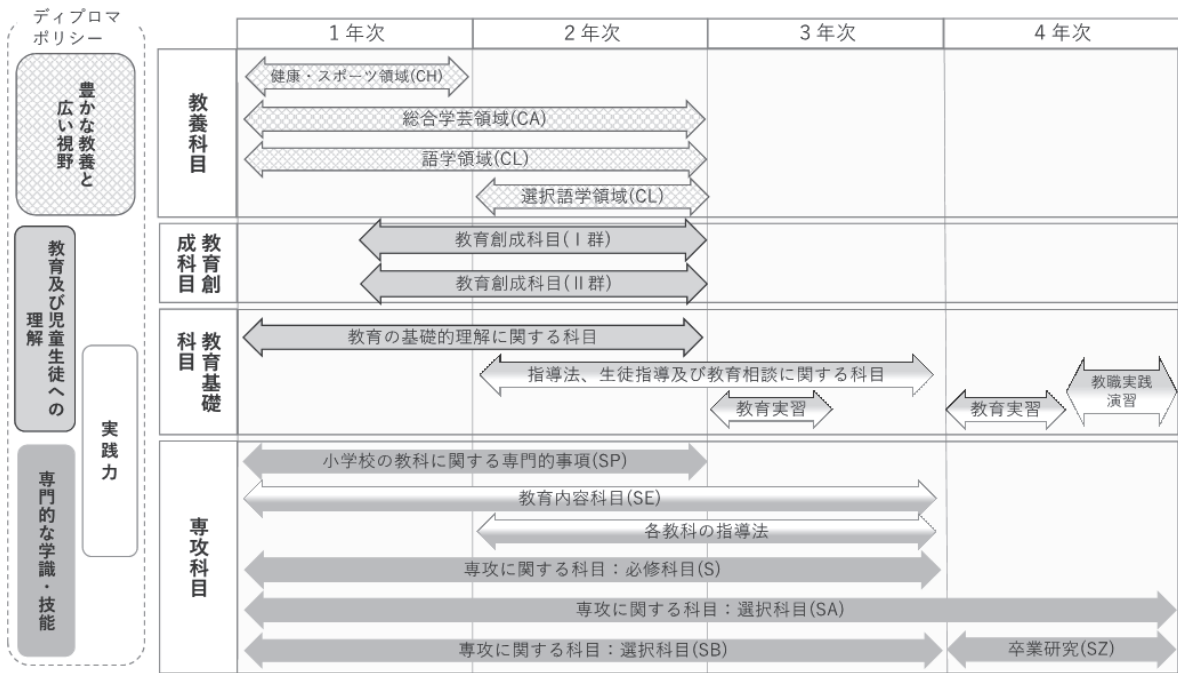 ディプロマ
ポリシー
1年次
2年次
3年次
4年次
豊かな教養と
広い視野
教育及び児童生徒への
理解
実践力
専門的な学識・技能
教養科目
健康・スポーツ領域(CH)
総合学芸領域(CA)
語学領域(CL)
選択語学領域(CL)
教育創
成科目
教育創成科目(Ⅰ群)
教育創成科目(Ⅱ群)
教育基礎
科目
教育の基礎的理解に関する科目
指導法、生徒指導及び教育相談に関する科目
教育実習
教育実習
教職実践
演習
専攻科目
小学校の教科に関する専門的事項(SP)
教育内容科目(SE)
各教科の指導法
専攻に関する科目：必修科目(S)
専攻に関する科目：選択科目(SA)
専攻に関する科目：選択科目(SB)
卒業研究(SZ)